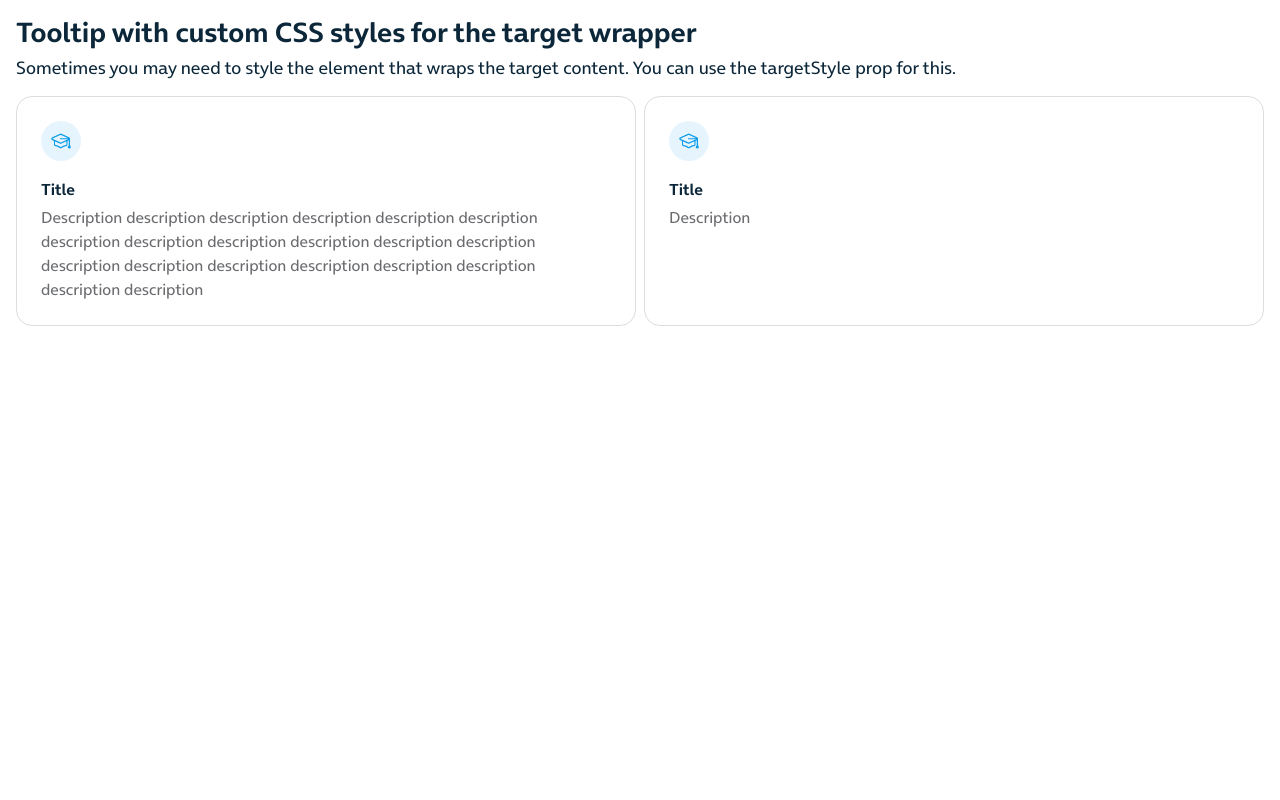 Tooltip with custom CSS styles for the target wrapper
Sometimes you may need to style the element that wraps the target content. You can use the targetStyle prop for this.
Title
Description description description description description description
description description description description description description
description description description description description description
description description
Title
Description